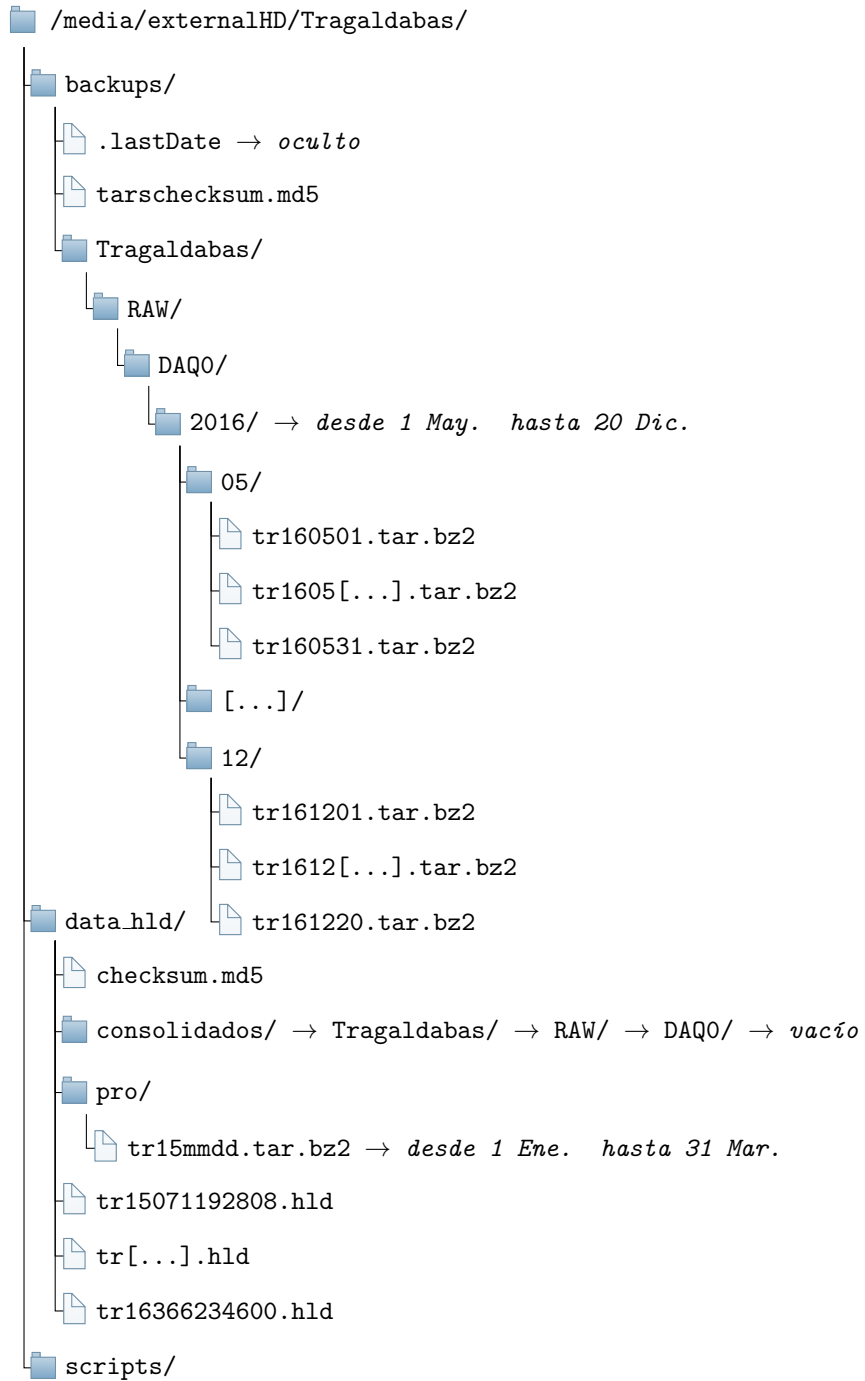 /media/externalHD/Tragaldabas/
backups/
.lastDate → oculto
tarschecksum.md5
Tragaldabas/
RAW/
DAQ0/
2016/ → desde 1 May. hasta 20 Dic.
05/
tr160501.tar.bz2
tr1605[...].tar.bz2
tr160531.tar.bz2
[...]/
12/
tr161201.tar.bz2
tr1612[...].tar.bz2
tr161220.tar.bz2
data_hld/
checksum.md5
consolidados/ → Tragaldabas/ → RAW/ → DAQ0/ → vacío
pro/
tr15mmdd.tar.bz2 → desde 1 Ene. hasta 31 Mar.
tr15071192808.hld
tr[...].hld
tr16366234600.hld
scripts/